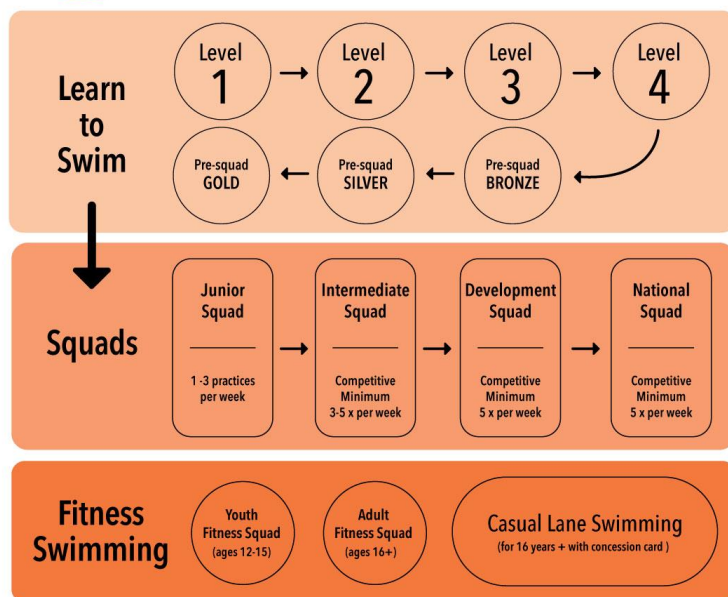 Learn
to
Swim
Level
1
Level
2
Level
3
Level
4
Pre-squad
BRONZE
Pre-squad
SILVER
Pre-squad
GOLD
Squads
Junior
Squad
1 -3 practices
per week
Intermediate
Squad
Competitive
Minimum
3-5 x per week
Development
Squad
Competitive
Minimum
5 x per week
National
Squad
Competitive
Minimum
5 x per week
Fitness
Swimming
Youth
Fitness Squad
(ages 12-15)
Adult
Fitness Squad
(ages 16+)
Casual Lane Swimming
(for 16 years + with concession card )